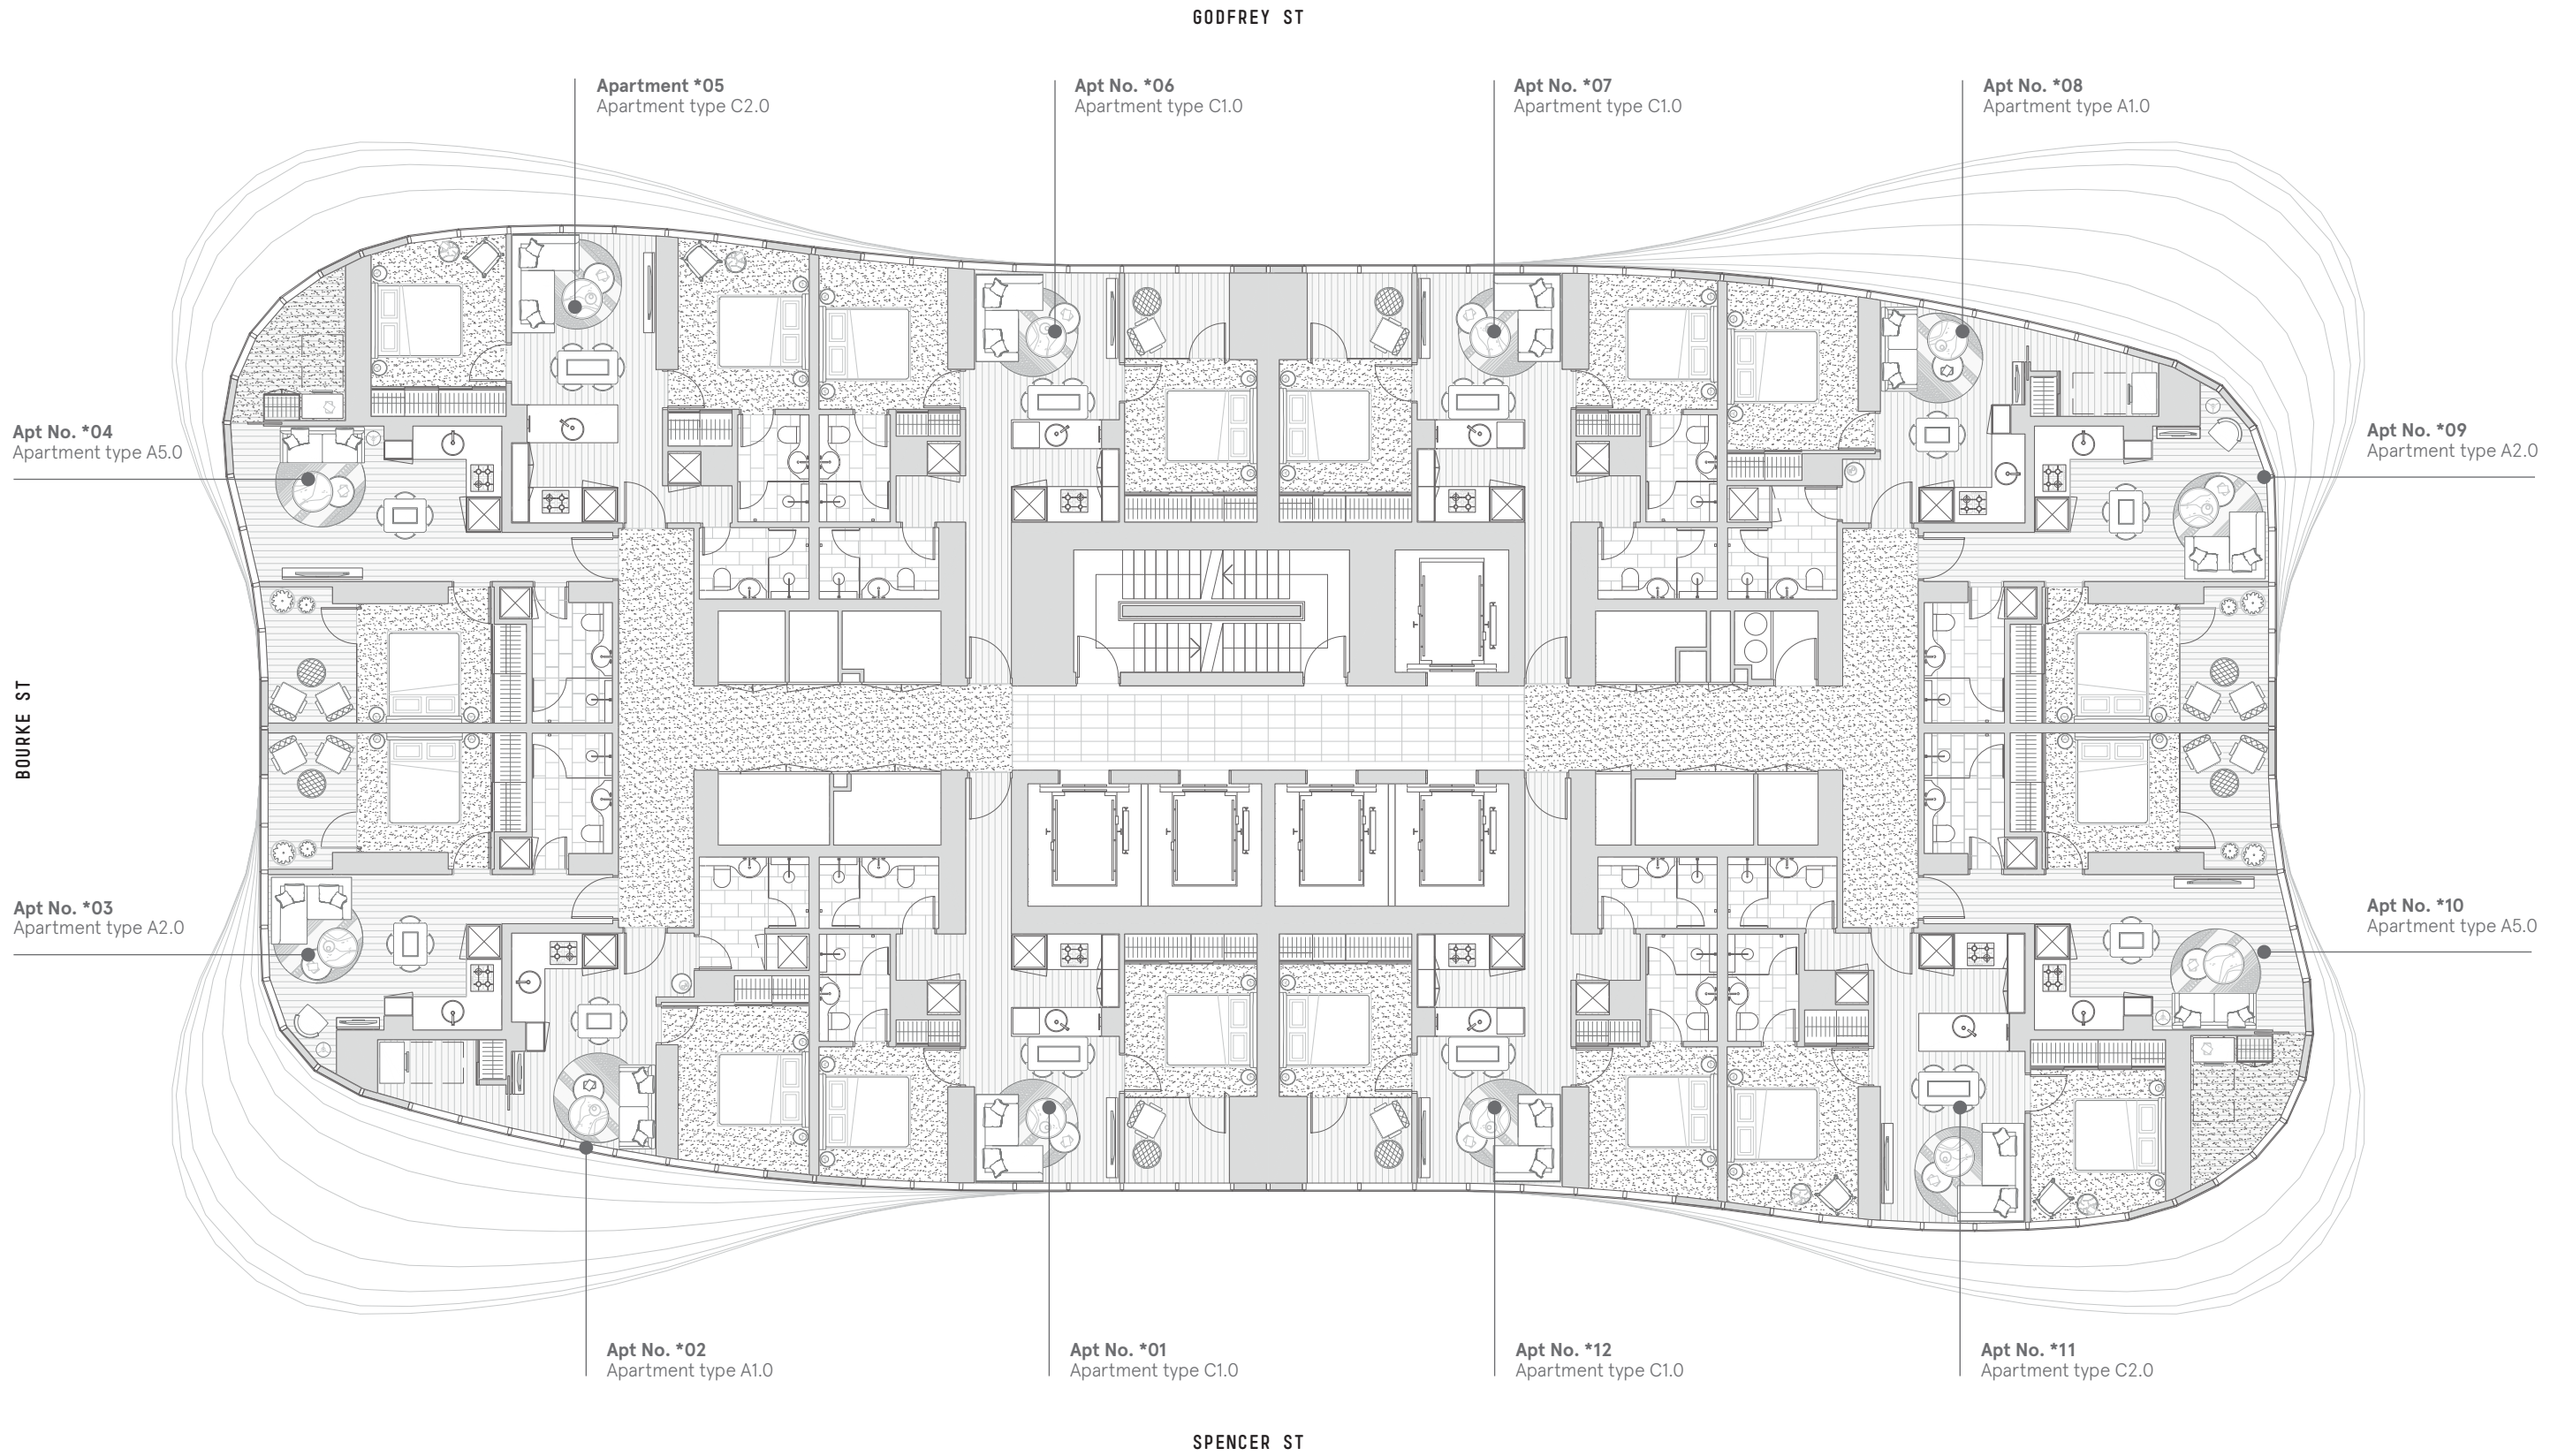 GODFREY ST
Apartment *05
Apartment type C2.0
Apt No. *06
Apartment type C1.0
Apt No. *07
Apartment type C1.0
Apt No. *08
Apartment type A1.0
Apt No. *04
Apartment type A5.0
Apt No. *09
Apartment type A2.0
BOURKE ST
Apt No. *03
Apartment type A2.0
Apt No. *10
Apartment type A5.0
Apt No. *02
Apartment type A1.0
Apt No. *01
Apartment type C1.0
Apt No. *12
Apartment type C1.0
Apt No. *11
Apartment type C2.0
SPENCER ST